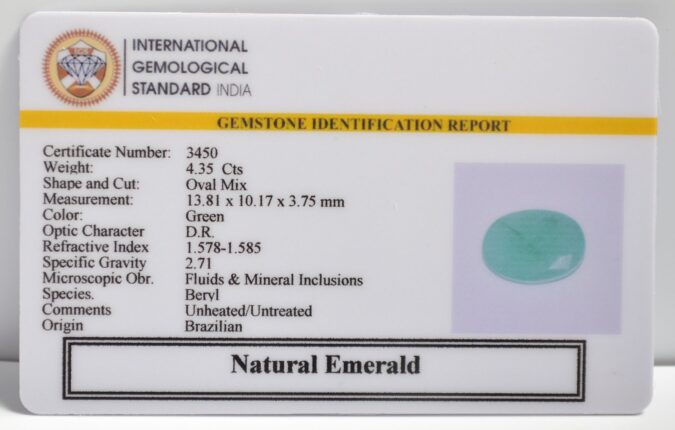 INTERNATIONAL
GEMOLOGICAL
STANDARD INDIA
GEMSTONE IDENTIFICATION REPORT
Certificate Number: 3450
Weight: 4.35 Cts
Shape and Cut: Oval Mix
Measurement: 13.81 x 10.17 x 3.75 mm
Color: Green
Optic Character D.R.
Refractive Index 1.578-1.585
Specific Gravity 2.71
Microscopic Obr. Fluids & Mineral Inclusions
Species. Beryl
Comments Unheated/Untreated
Origin Brazilian
Natural Emerald